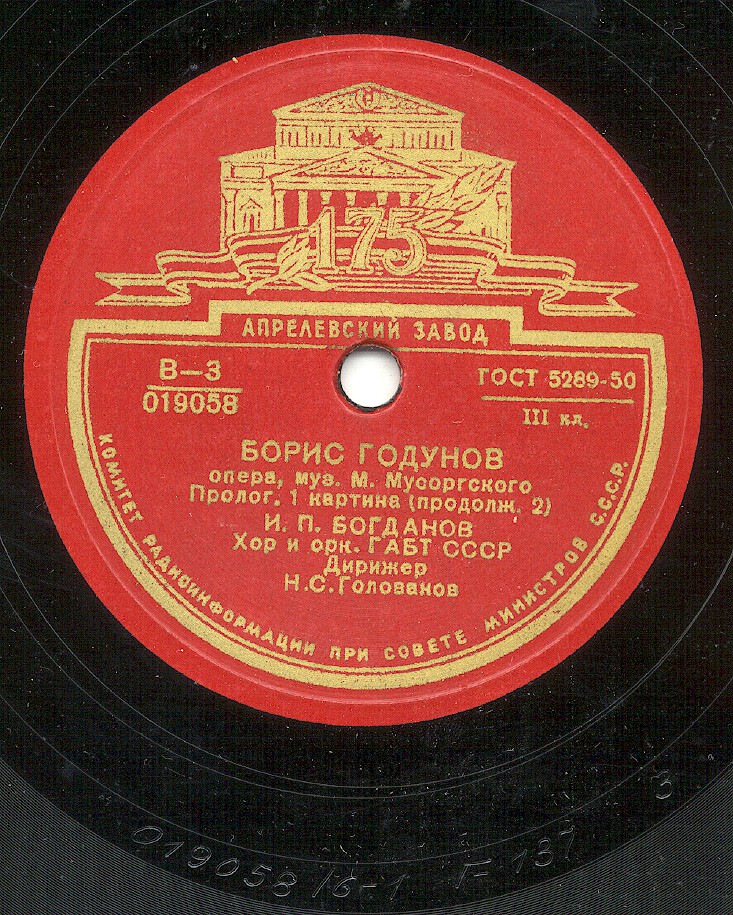 175
АПРЕЛЕВСКИЙ ЗАВОД
В—3
019058
ГОСТ 5289-50
III кл.
БОРИС ГОДУНОВ
опера, муз. М. Мусоргского
Пролог, 1 картина (продолж. 2)
И. П. БОГДАНОВ
Хор и орк. ГАБТ СССР
Дирижер
Н.С.Голованов
КОМИТЕТ РАДИОИНФОРМАЦИИ ПРИ СОВЕТЕ МИНИСТРОВ С.С.С.Р.
019058/6-1 Г-137 3